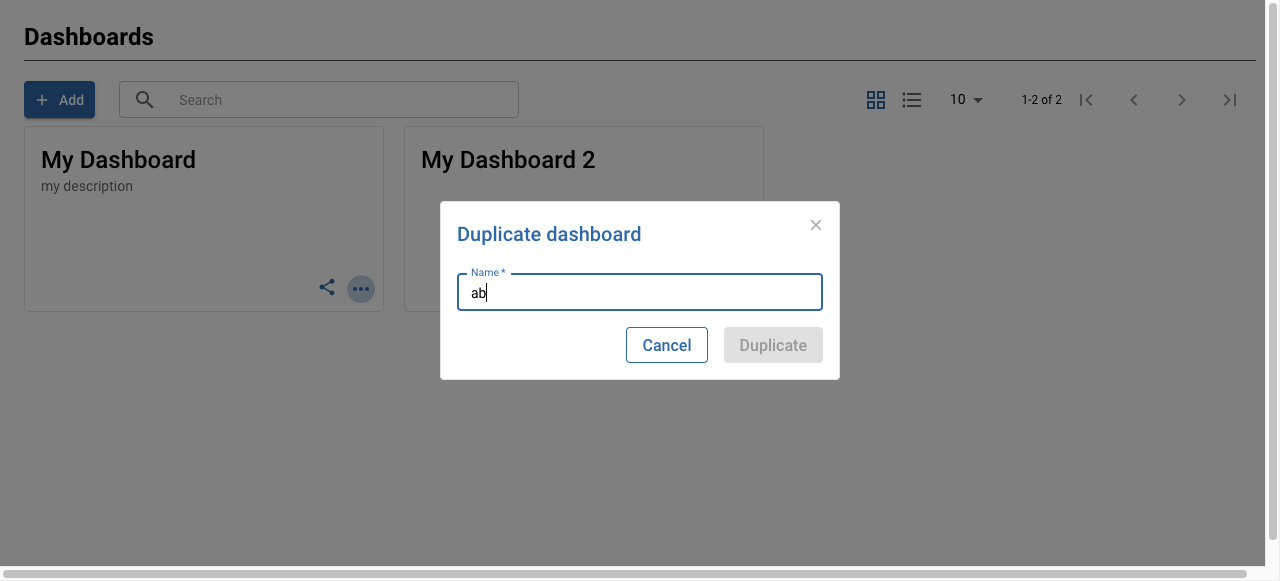 Dashboards
Add
Search
10
1-2 of 2
My Dashboard
my description
My Dashboard 2
Duplicate dashboard
Name *
ab
Cancel
Duplicate